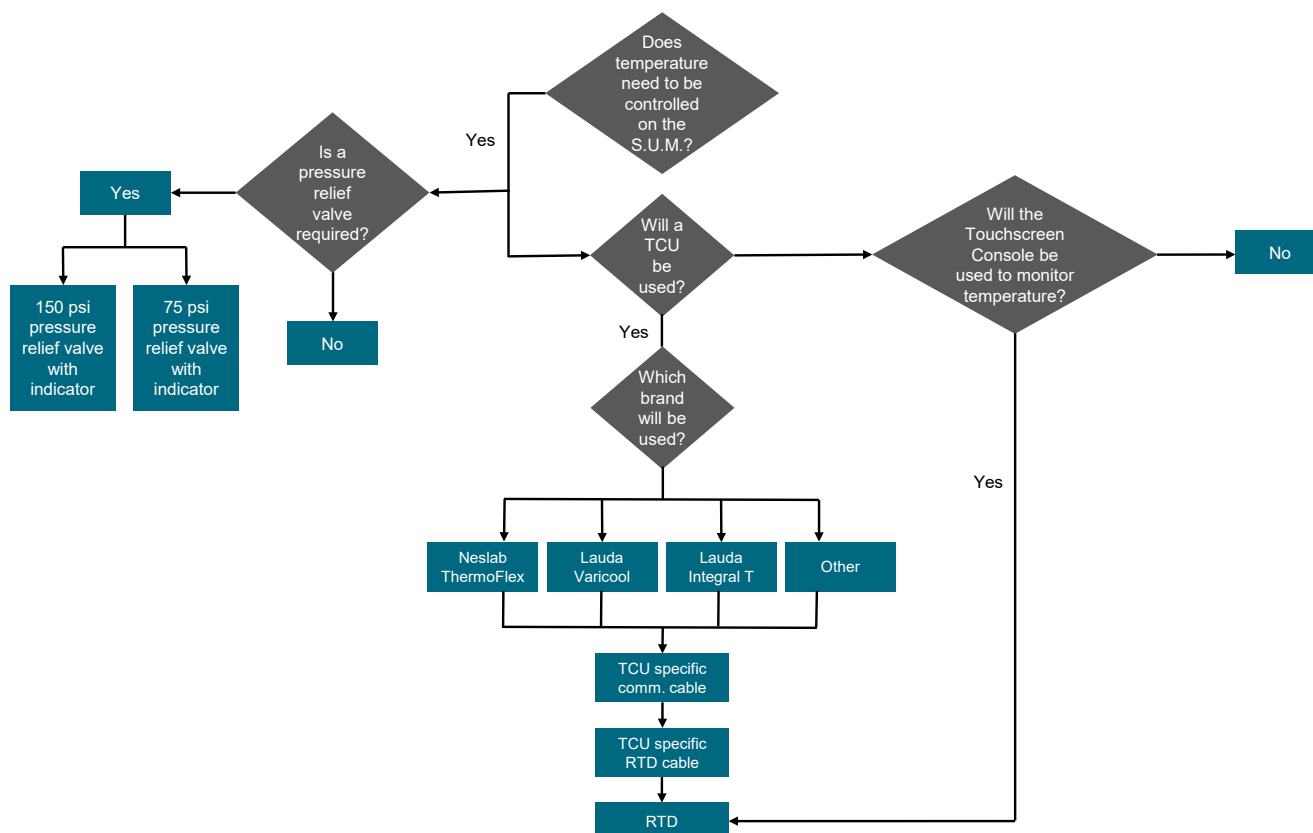 Does
temperature
need to be
controlled
on the
S.U.M.?
Yes
Is a
pressure
relief
valve
required?
Yes
150 psi
pressure
relief valve
with
indicator
75 psi
pressure
relief valve
with
indicator
No
Will a
TCU
be
used?
Will the
Touchscreen
Console be
used to monitor
temperature?
No
Yes
Which
brand
will be
used?
Yes
Neslab
ThermoFlex
Lauda
Varicool
Lauda
Integral T
Other
TCU specific
comm. cable
TCU specific
RTD cable
RTD